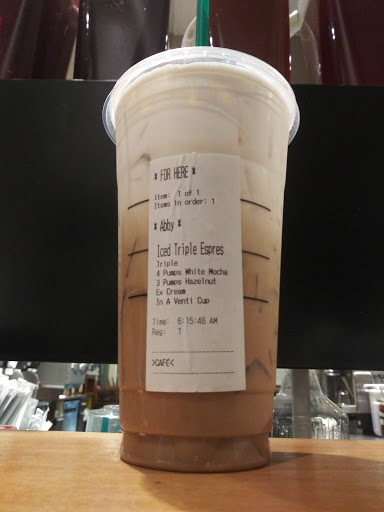 * FOR HERE *
Item: 1 of 1
Items in order: 1
* Abby *
Iced Triple Espres
Triple
4 Pumps White Mocha
3 Pumps Hazelnut
Ex Cream
In A Venti Cup
Time: 6:15:46 AM
Reg: 1
>CAFE<